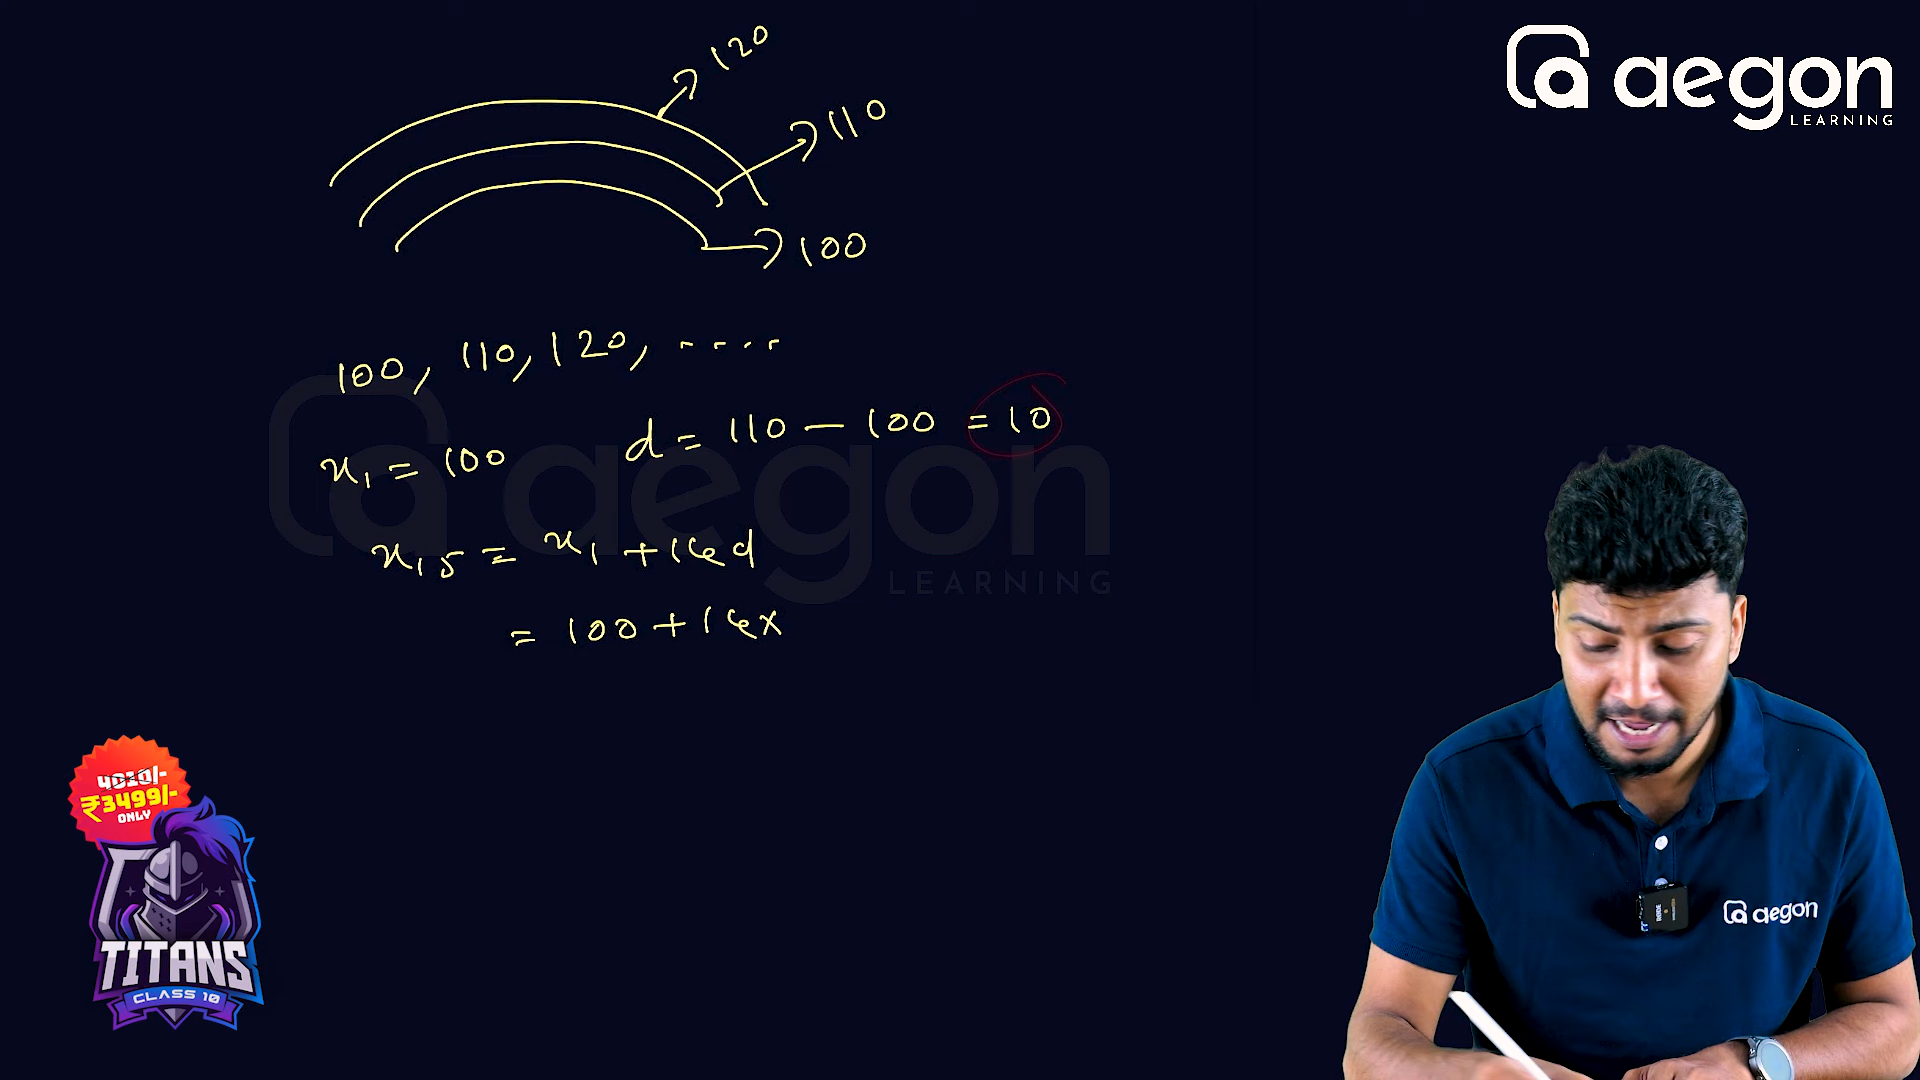 120
110
100
100, 110, 120, ....
x₁ = 100 d = 110 − 100 = 10
x₁₅ = x₁ + 14d
= 100 + 14×
aegon
LEARNING
aegon
LEARNING
4010/-
₹3499/-
ONLY
TITANS
CLASS 10
aegon